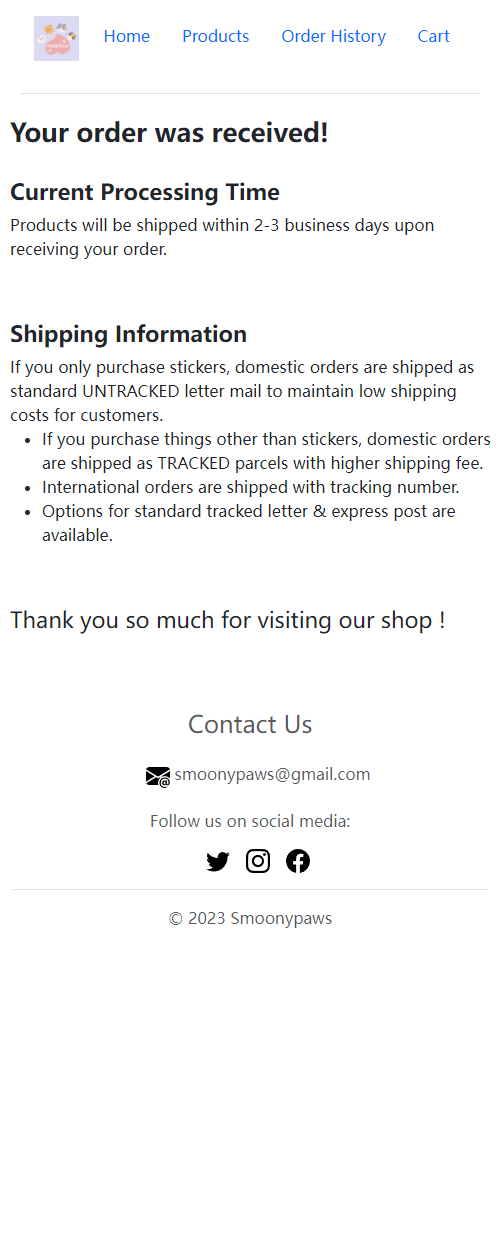 Home Products Order History Cart
Your order was received!
Current Processing Time
Products will be shipped within 2-3 business days upon
receiving your order.
Shipping Information
If you only purchase stickers, domestic orders are shipped as
standard UNTRACKED letter mail to maintain low shipping
costs for customers.
• If you purchase things other than stickers, domestic orders
are shipped as TRACKED parcels with higher shipping fee.
• International orders are shipped with tracking number.
• Options for standard tracked letter & express post are
available.
Thank you so much for visiting our shop !
Contact Us
smoonypaws@gmail.com
Follow us on social media:
© 2023 Smoonypaws